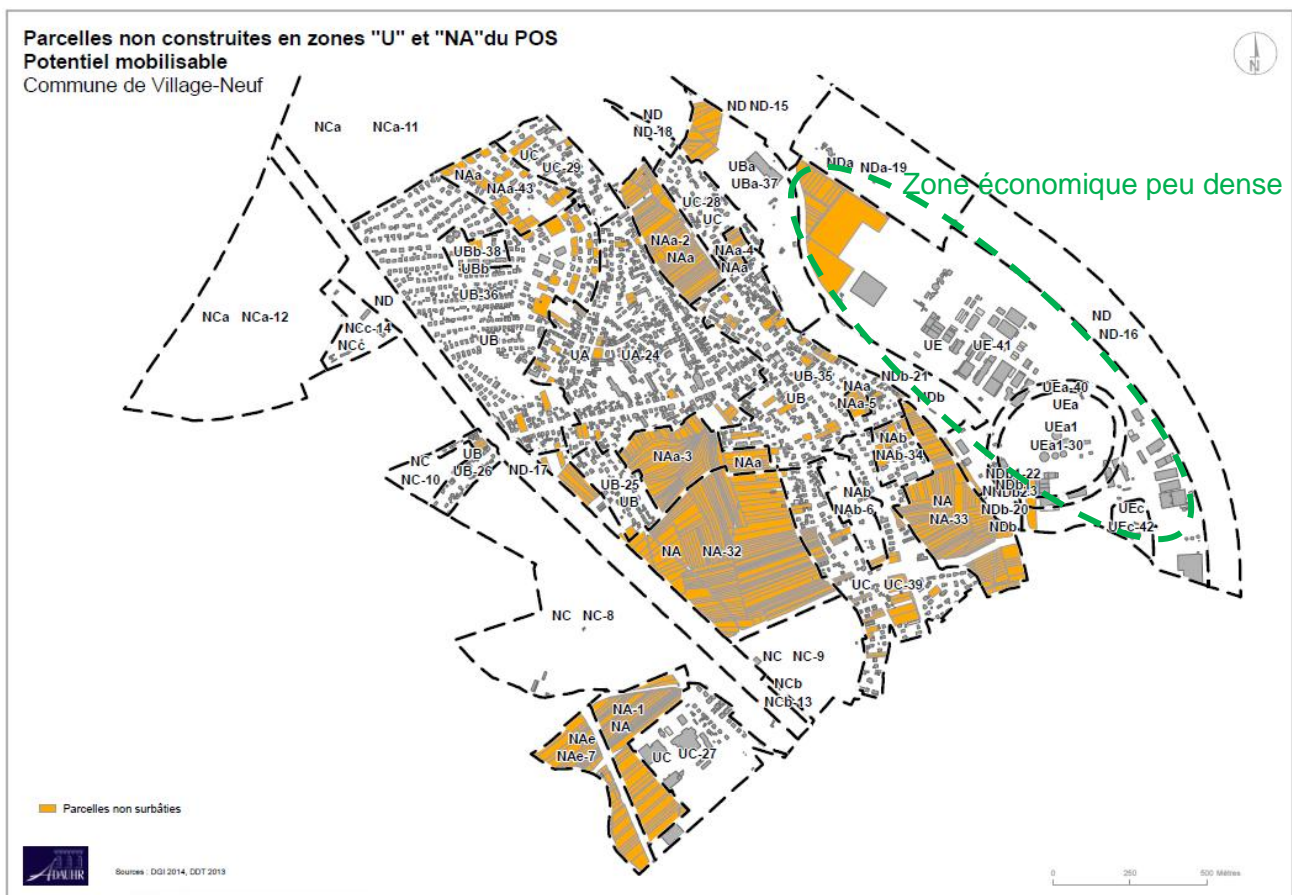 Parcelles non construites en zones "U" et "NA"du POS
Potentiel mobilisable
Commune de Village-Neuf
N
NCa NCa-11
ND
ND-18
ND ND-15
UC
UC-29
NAa
NAa-43
UBa
UBa-37
NDa NDa-19
Zone économique peu dense
UC-28
UC
NAa-2
NAa
NAa-4
NAa
UBb-38
UBb
UB-36
UB
NCa NCa-12
ND
NCc-14
NCc
UA UA-24
UE UE-41
ND
ND-16
UB-35
UB
NAa
NAa-5
NDb-21
NDb
UEa-40
UEa
UEa1
UEa1-30
NAb
NAb-34
NAa-3
NAa
UB
UB-26
NC
NC-10
ND-17
UB-25
UB
NAb
NAb-6
NA
NA-33
NDb1-22
NDb-20
NDb
UEc
UEc-42
NA NA-32
UC UC-39
NC NC-8
NC NC-9
NCb
NCb-13
NA-1
NA
NAe
NAe-7
UC UC-27
Parcelles non surbâties
ADAUHR
Sources : DGI 2014, DDT 2013
0 250 500 Mètres